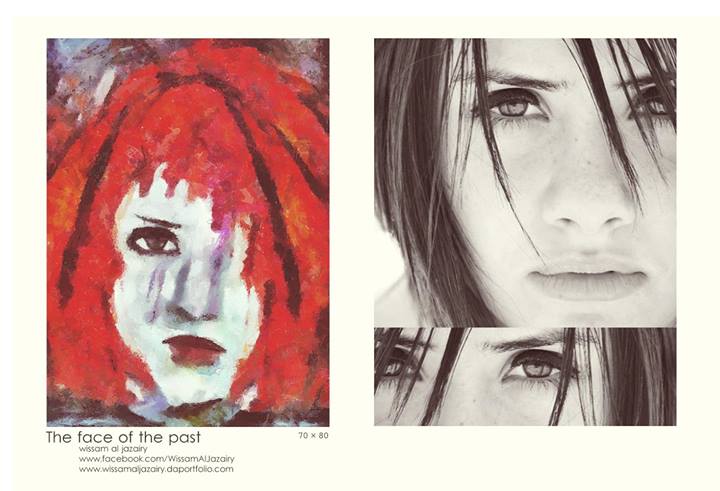 The face of the past
70 × 80
wissam al jazairy
www.facebook.com/WissamAlJazairy
www.wissamaljazairy.daportfolio.com